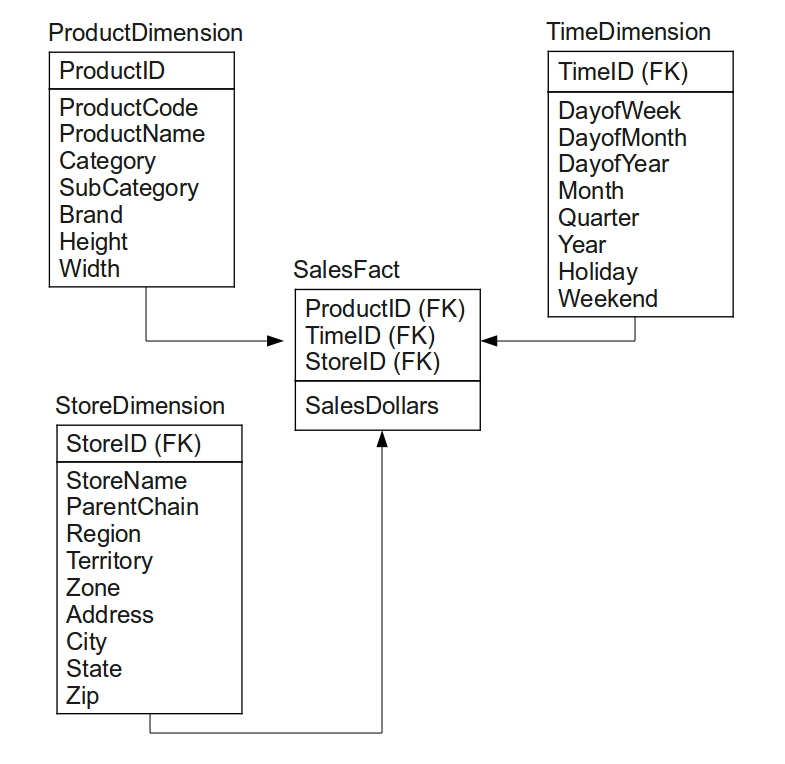 ProductDimension
ProductID
ProductCode
ProductName
Category
SubCategory
Brand
Height
Width
TimeDimension
TimeID (FK)
DayofWeek
DayofMonth
DayofYear
Month
Quarter
Year
Holiday
Weekend
SalesFact
ProductID (FK)
TimeID (FK)
StoreID (FK)
SalesDollars
StoreDimension
StoreID (FK)
StoreName
ParentChain
Region
Territory
Zone
Address
City
State
Zip